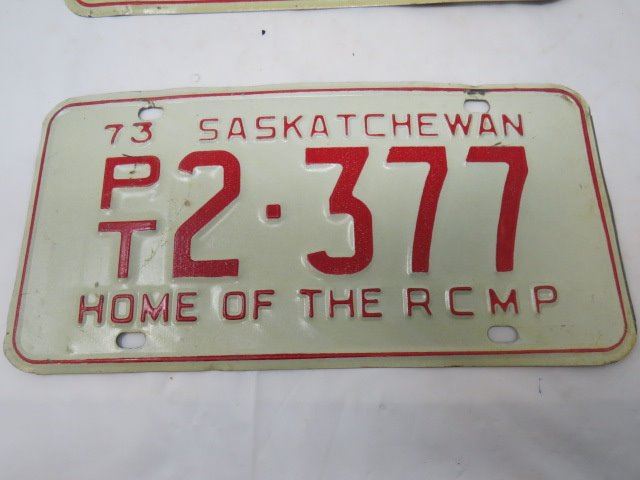 73 SASKATCHEWAN
PT 2·377
HOME OF THE RCMP